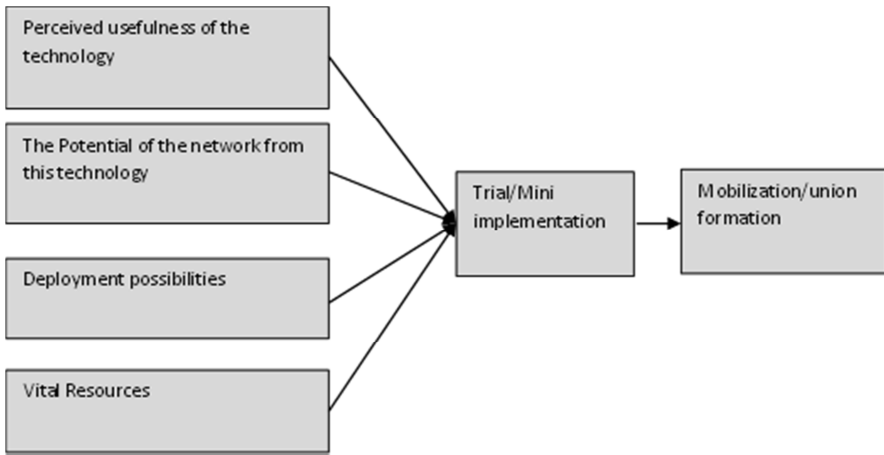 Perceived usefulness of the
technology
The Potential of the network from
this technology
Deployment possibilities
Vital Resources
Trial/Mini
implementation
Mobilization/union
formation